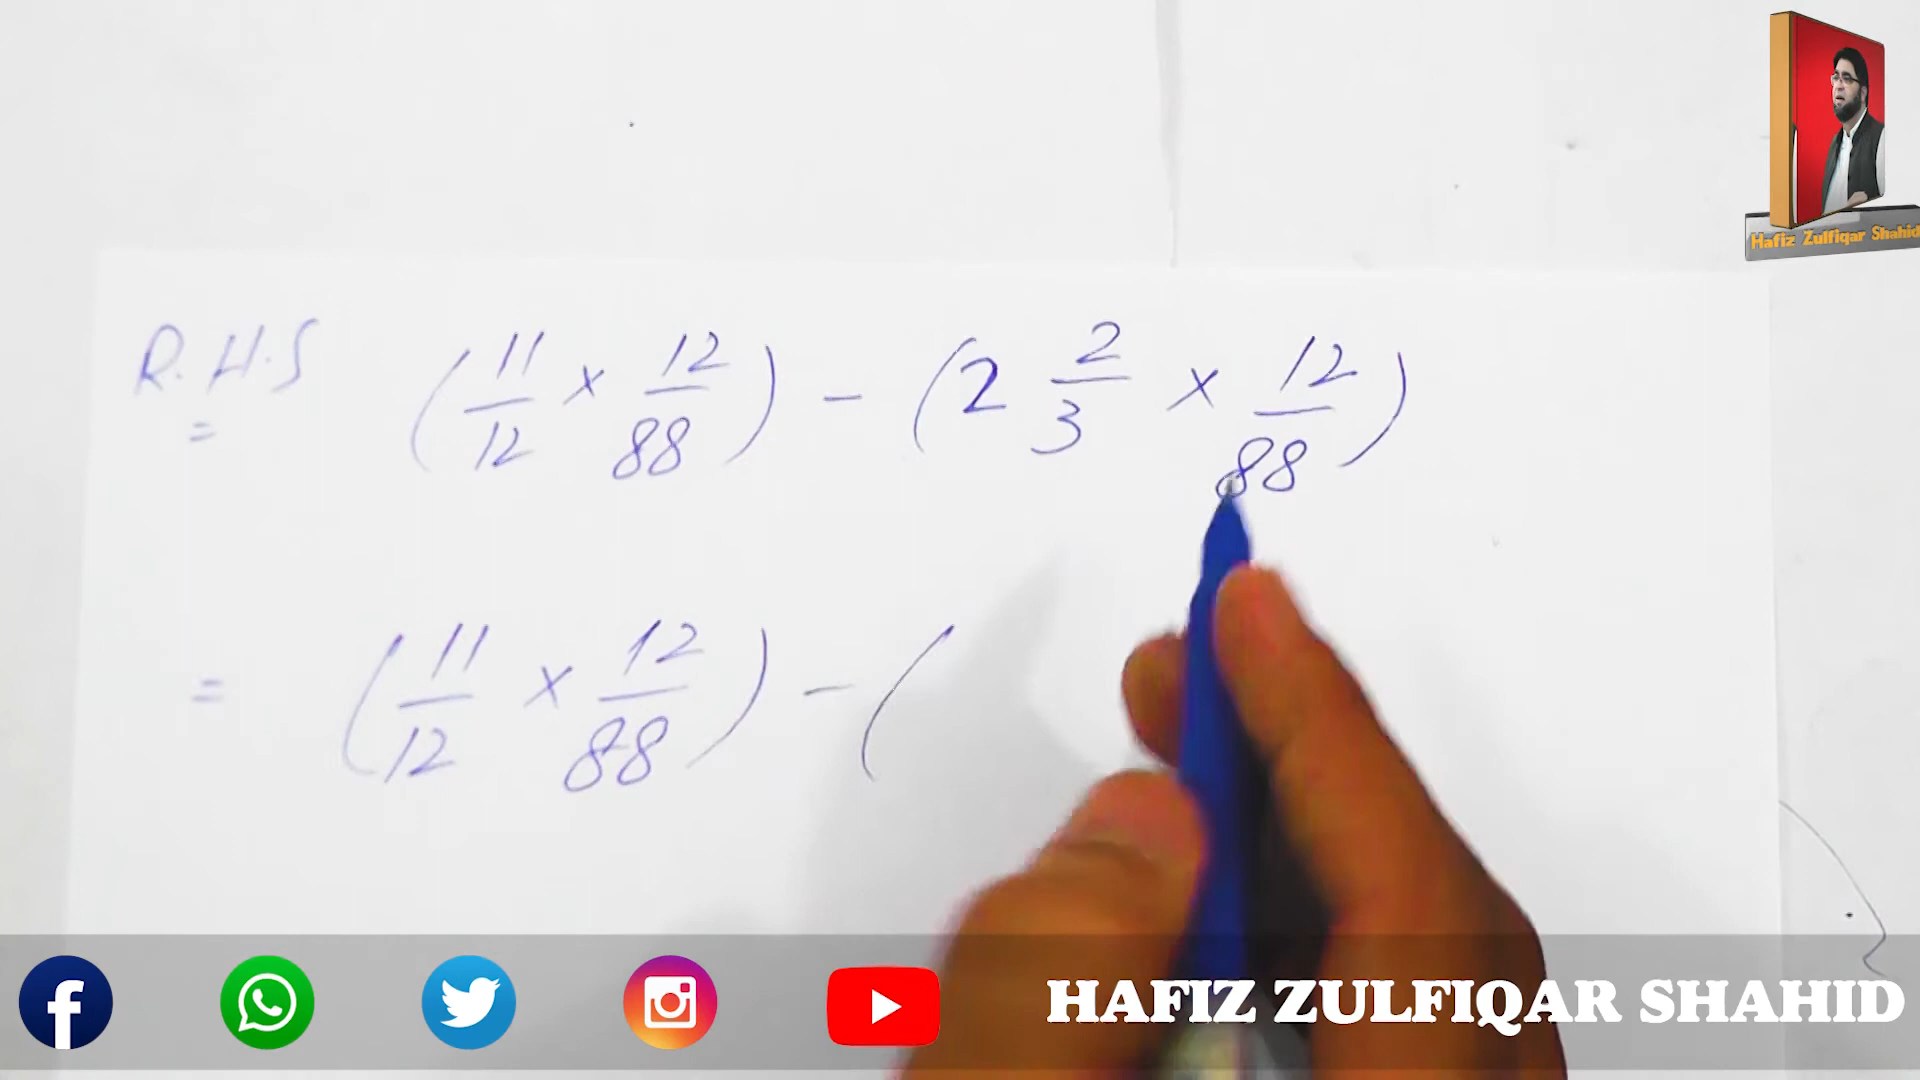 Hafiz Zulfiqar Shahid
R.H.S (11/12 × 12/88) - (2 2/3 × 12/88)
=
= (11/12 × 12/88) - (
HAFIZ ZULFIQAR SHAHID